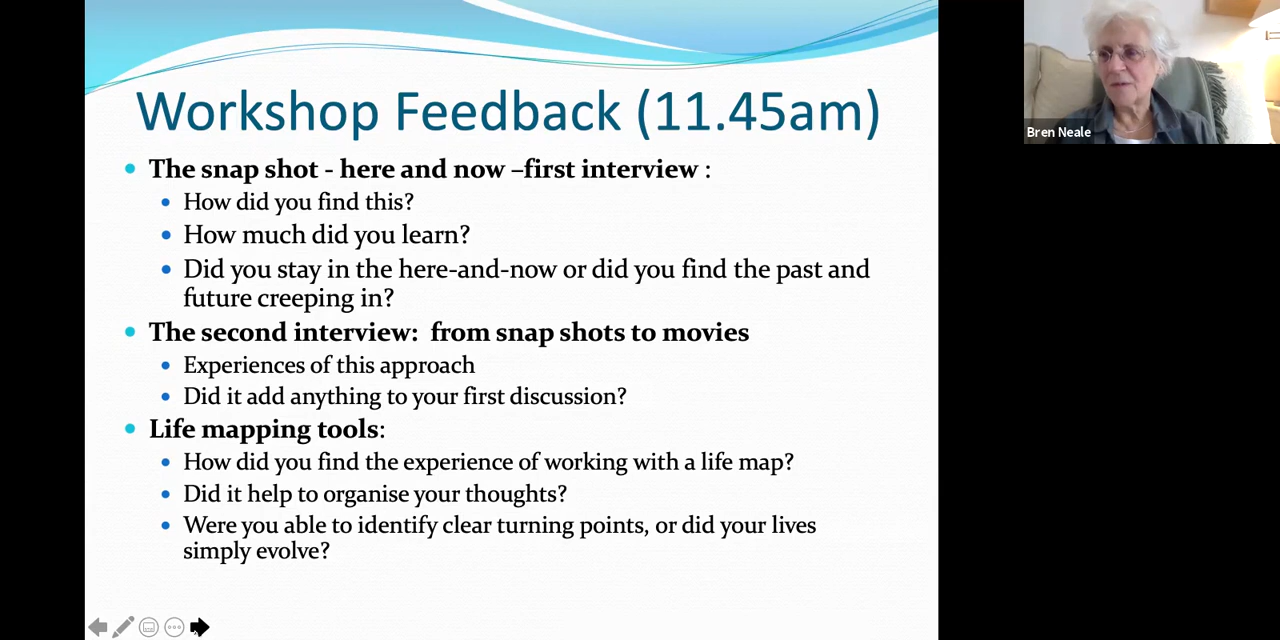 Workshop Feedback (11.45am)
The snap shot - here and now –first interview :
How did you find this?
How much did you learn?
Did you stay in the here-and-now or did you find the past and
future creeping in?
The second interview:  from snap shots to movies
Experiences of this approach
Did it add anything to your first discussion?
Life mapping tools:
How did you find the experience of working with a life map?
Did it help to organise your thoughts?
Were you able to identify clear turning points, or did your lives
simply evolve?
Bren Neale